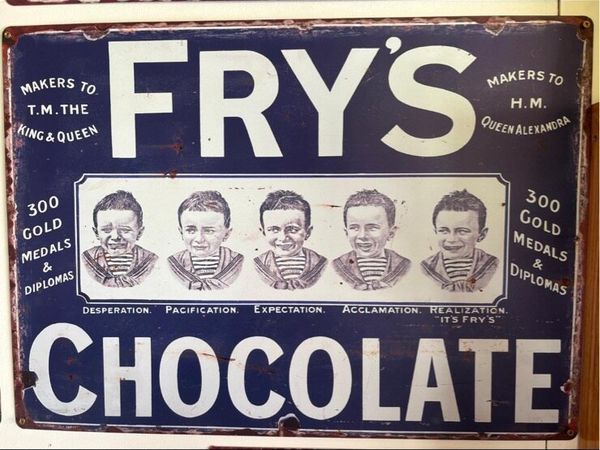 FRY'S
MAKERS TO
T.M. THE
KING & QUEEN
MAKERS TO
H.M.
QUEEN ALEXANDRA
300
GOLD
MEDALS
&
DIPLOMAS
300
GOLD
MEDALS
&
DIPLOMAS
DESPERATION. PACIFICATION. EXPECTATION. ACCLAMATION. REALIZATION.
"IT'S FRY'S"
CHOCOLATE